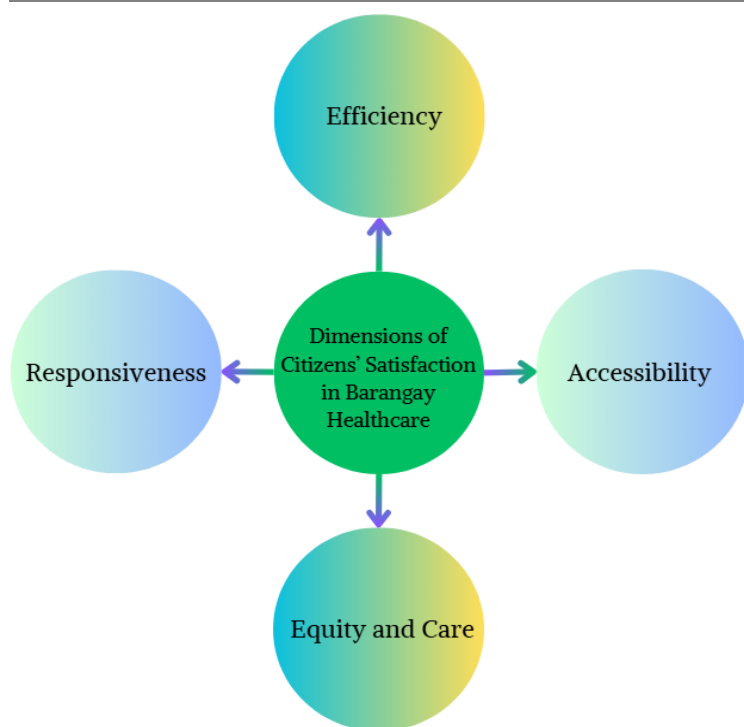 Efficiency
Dimensions of
Citizens’ Satisfaction
in Barangay
Healthcare
Responsiveness
Accessibility
Equity and Care